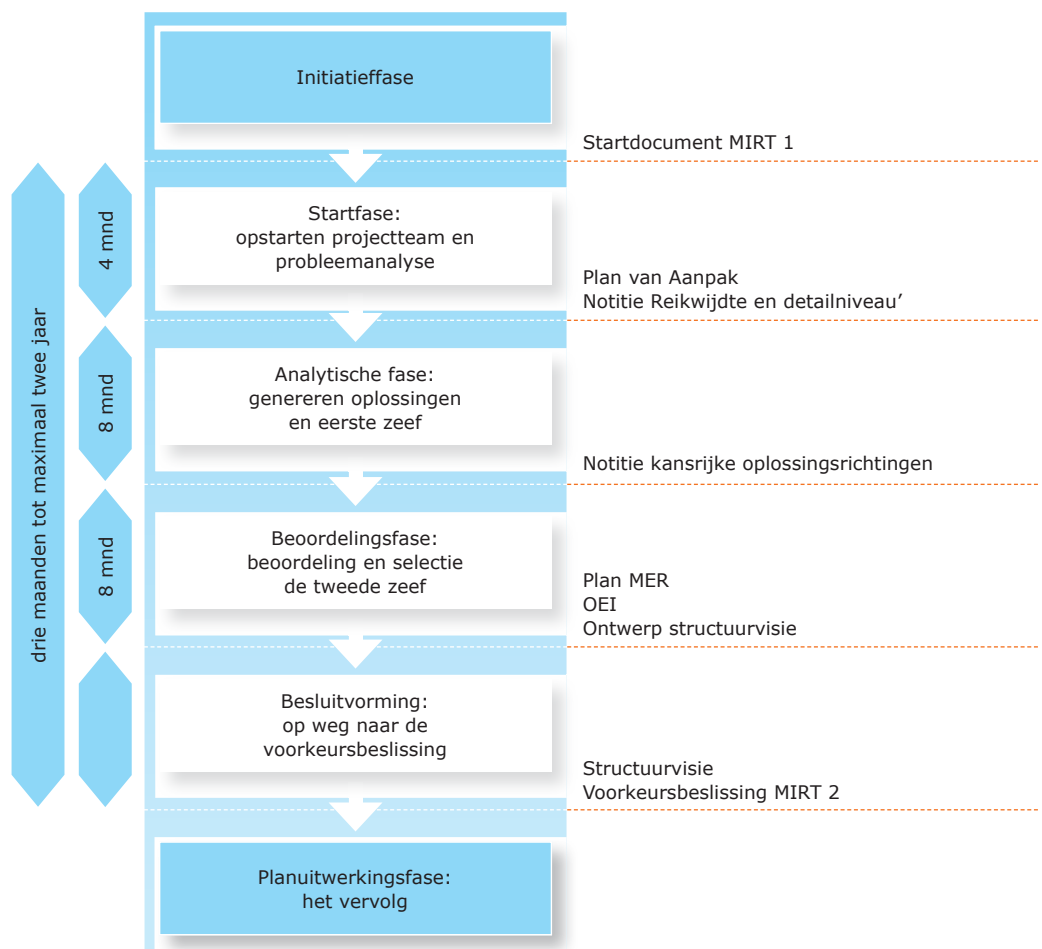 Initiatieffase
Startdocument MIRT 1
drie maanden tot maximaal twee jaar
4 mnd
Startfase:
opstarten projectteam en
probleemanalyse
Plan van Aanpak
Notitie Reikwijdte en detailniveau’
8 mnd
Analytische fase:
genereren oplossingen
en eerste zeef
Notitie kansrijke oplossingsrichtingen
8 mnd
Beoordelingsfase:
beoordeling en selectie
de tweede zeef
Plan MER
OEI
Ontwerp structuurvisie
Besluitvorming:
op weg naar de
voorkeursbeslissing
Structuurvisie
Voorkeursbeslissing MIRT 2
Planuitwerkingsfase:
het vervolg